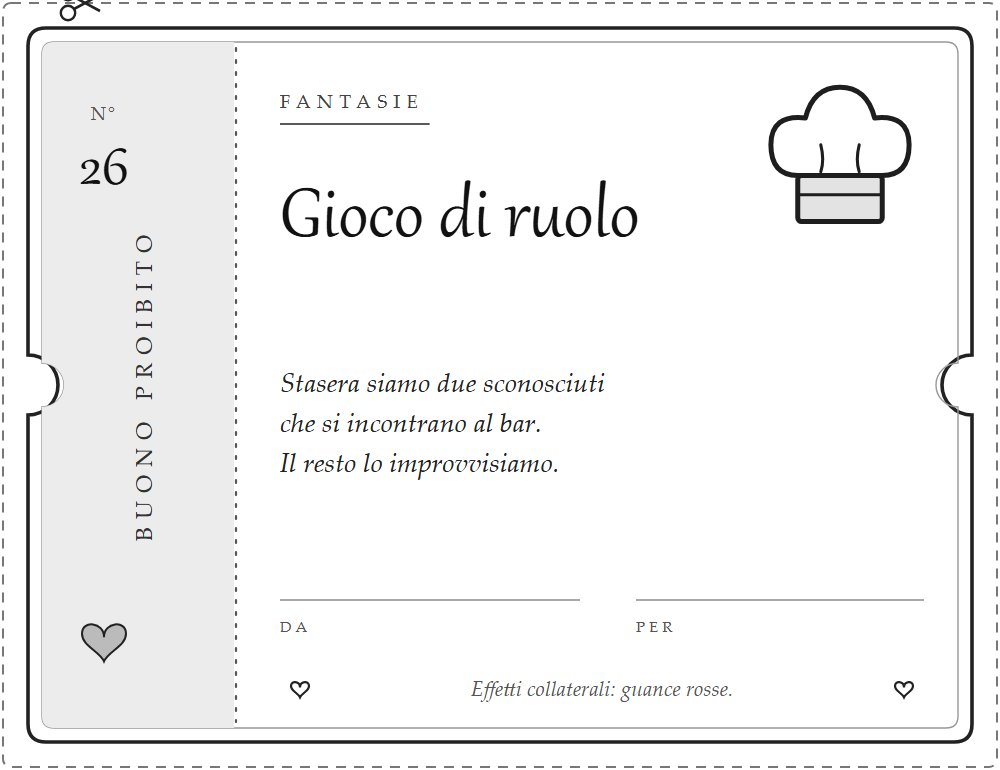 N°
26
BUONO PROIBITO
FANTASIE
Gioco di ruolo
Stasera siamo due sconosciuti
che si incontrano al bar.
Il resto lo improvvisiamo.
DA
PER
Effetti collaterali: guance rosse.